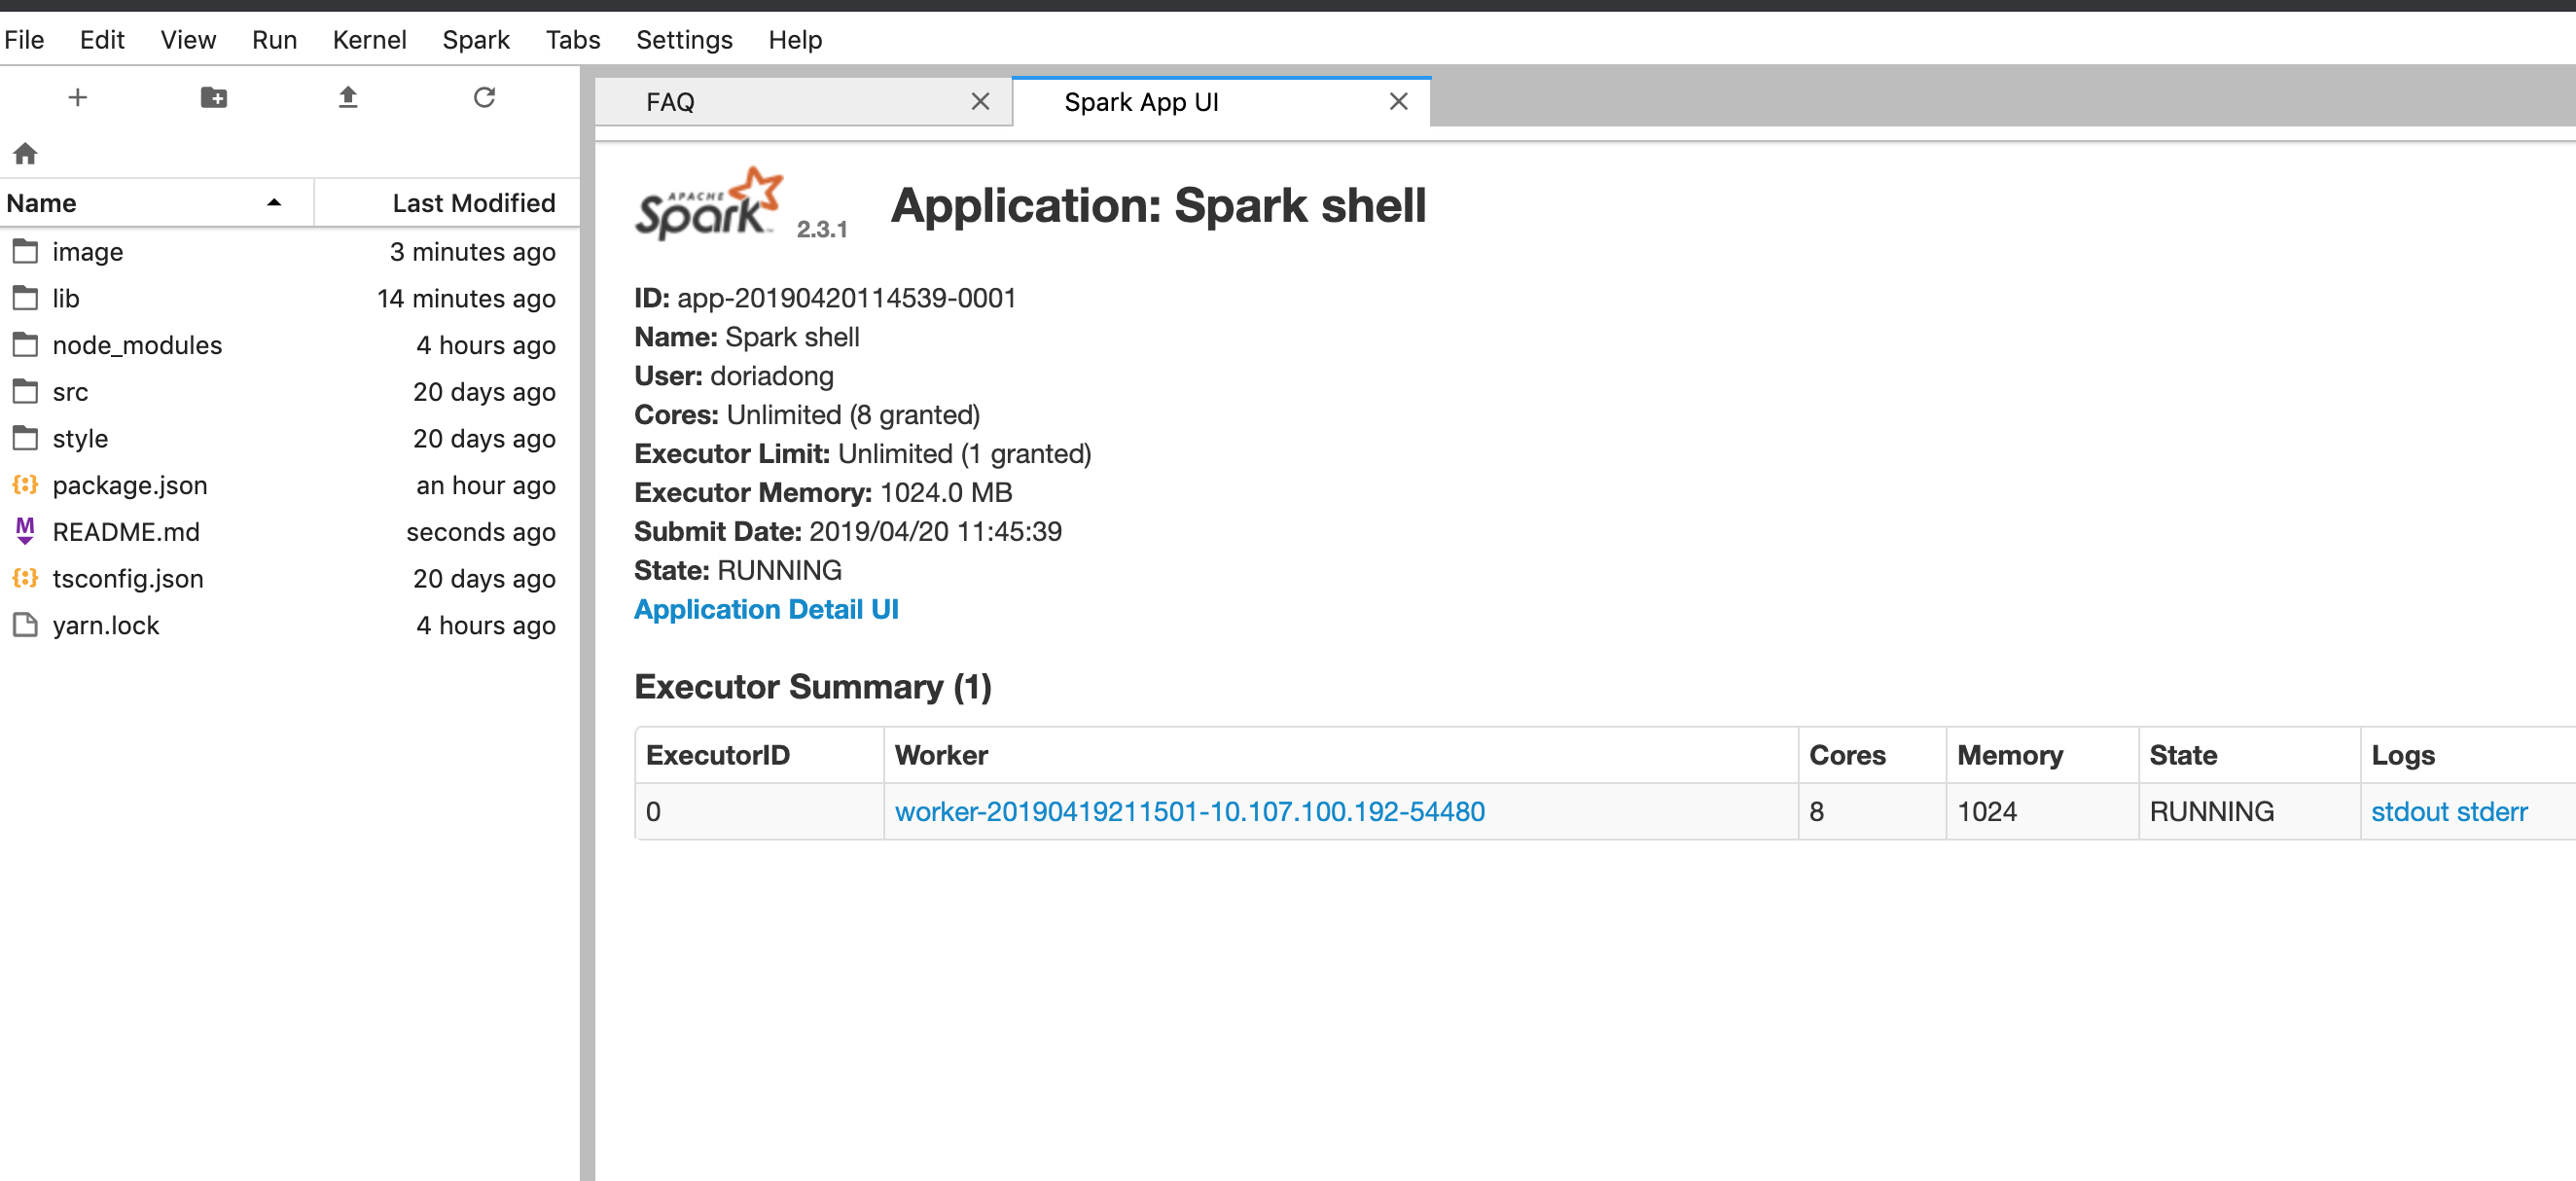 File Edit View Run Kernel Spark Tabs Settings Help
FAQ
Spark App UI
Name Last Modified
image 3 minutes ago
lib 14 minutes ago
node_modules 4 hours ago
src 20 days ago
style 20 days ago
package.json an hour ago
README.md seconds ago
tsconfig.json 20 days ago
yarn.lock 4 hours ago
APACHE
Spark 2.3.1 Application: Spark shell
ID: app-20190420114539-0001
Name: Spark shell
User: doriadong
Cores: Unlimited (8 granted)
Executor Limit: Unlimited (1 granted)
Executor Memory: 1024.0 MB
Submit Date: 2019/04/20 11:45:39
State: RUNNING
Application Detail UI
Executor Summary (1)
ExecutorID Worker Cores Memory State Logs
0 worker-20190419211501-10.107.100.192-54480 8 1024 RUNNING stdout stderr